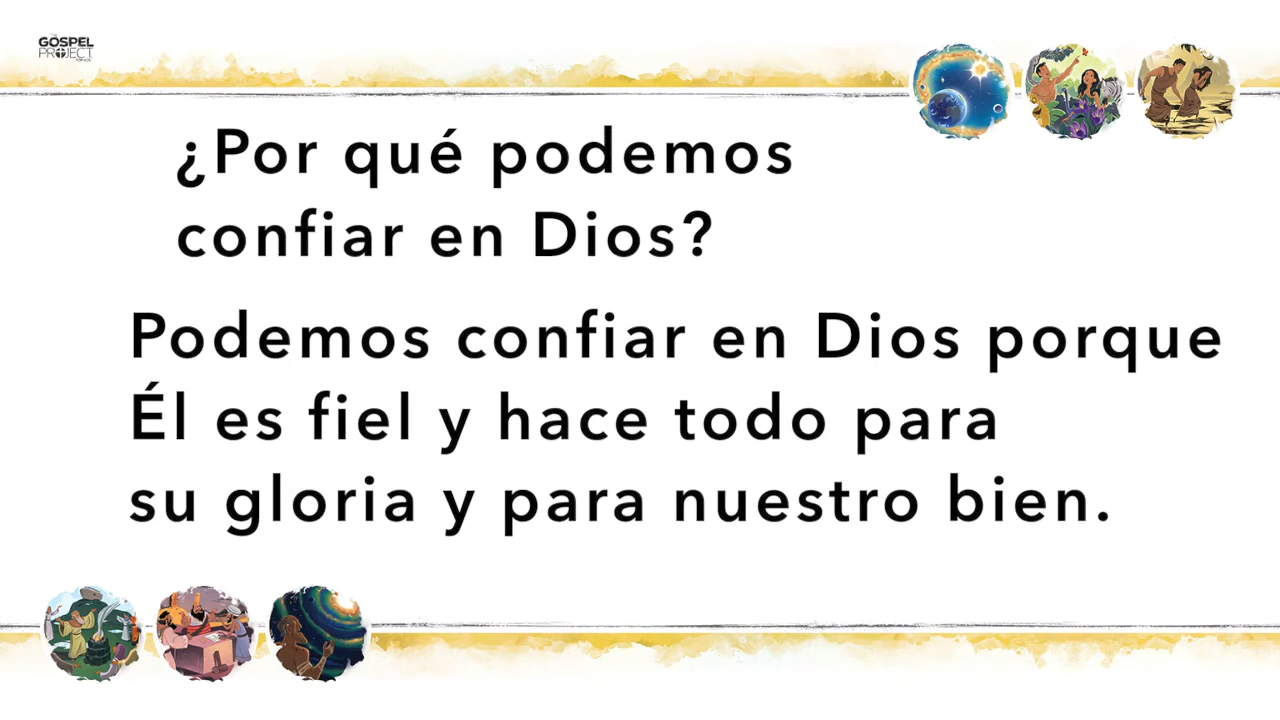 THE
GOSPEL
PROJECT
¿Por qué podemos
confiar en Dios?
Podemos confiar en Dios porque
Él es fiel y hace todo para
su gloria y para nuestro bien.